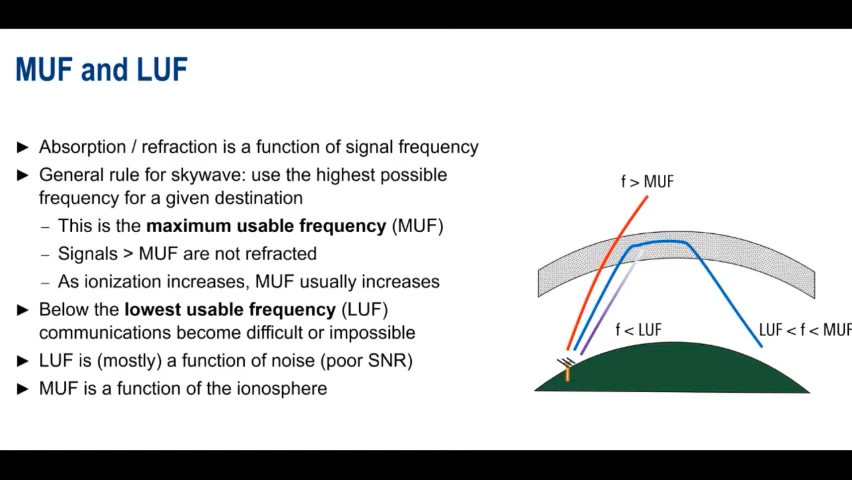 MUF and LUF
► Absorption / refraction is a function of signal frequency
► General rule for skywave: use the highest possible
frequency for a given destination
– This is the maximum usable frequency (MUF)
– Signals > MUF are not refracted
– As ionization increases, MUF usually increases
► Below the lowest usable frequency (LUF)
communications become difficult or impossible
► LUF is (mostly) a function of noise (poor SNR)
► MUF is a function of the ionosphere
f > MUF
f < LUF
LUF < f < MUF